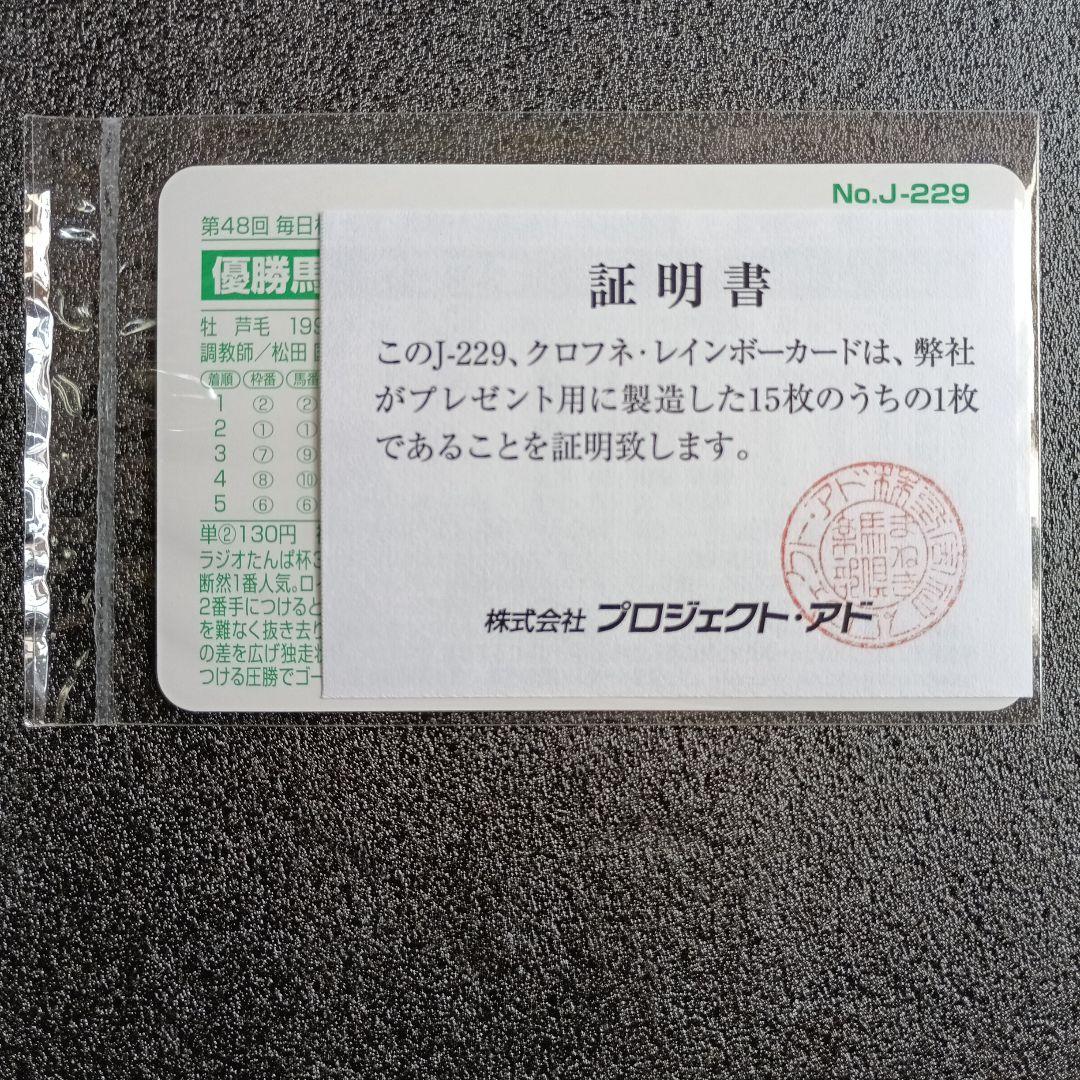 No.J-229
第48回 毎日
優勝馬
牡 芦毛 199
調教師／松田
着順 枠番 馬番
1 ② ②
2 ① ①
3 ⑦ ⑨
4 ⑧ ⑩
5 ⑥ ⑥
単②130円
ラジオたんぱ杯3
断然1番人気。ロ
2番手につけると
を難なく抜き去り
の差を広げ独走
つける圧勝でゴー
証明書
このJ-229、クロフネ・レインボーカードは、弊社
がプレゼント用に製造した15枚のうちの1枚
であることを証明致します。
株式会社 プロジェクト・アド